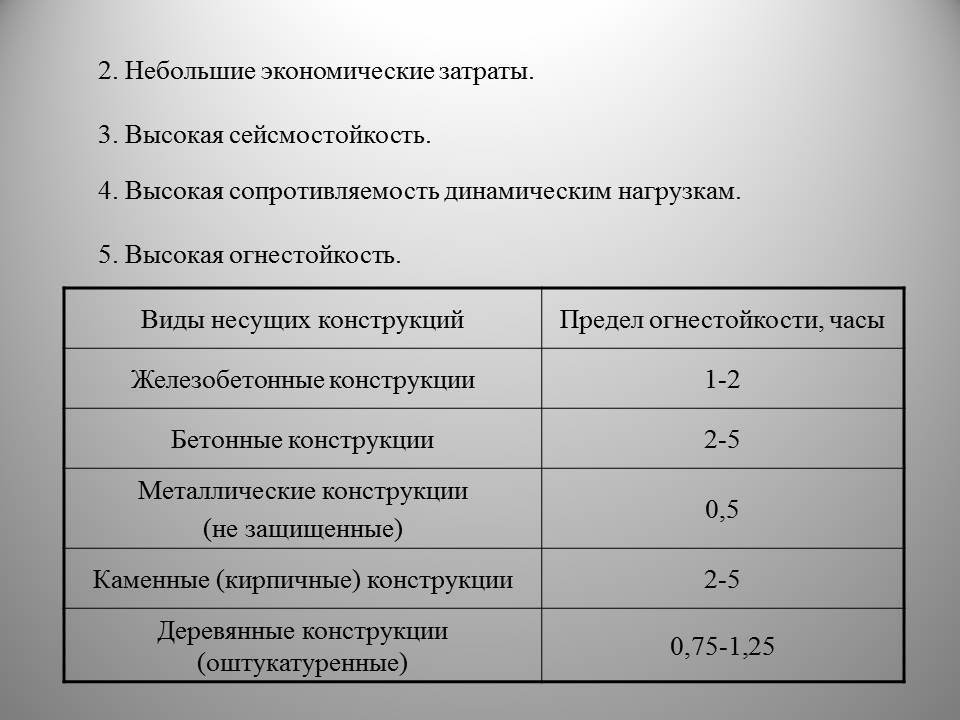 2. Небольшие экономические затраты.
3. Высокая сейсмостойкость.
4. Высокая сопротивляемость динамическим нагрузкам.
5. Высокая огнестойкость.
Виды несущих конструкций Предел огнестойкости, часы
Железобетонные конструкции 1-2
Бетонные конструкции 2-5
Металлические конструкции
(не защищенные) 0,5
Каменные (кирпичные) конструкции 2-5
Деревянные конструкции
(оштукатуренные) 0,75-1,25